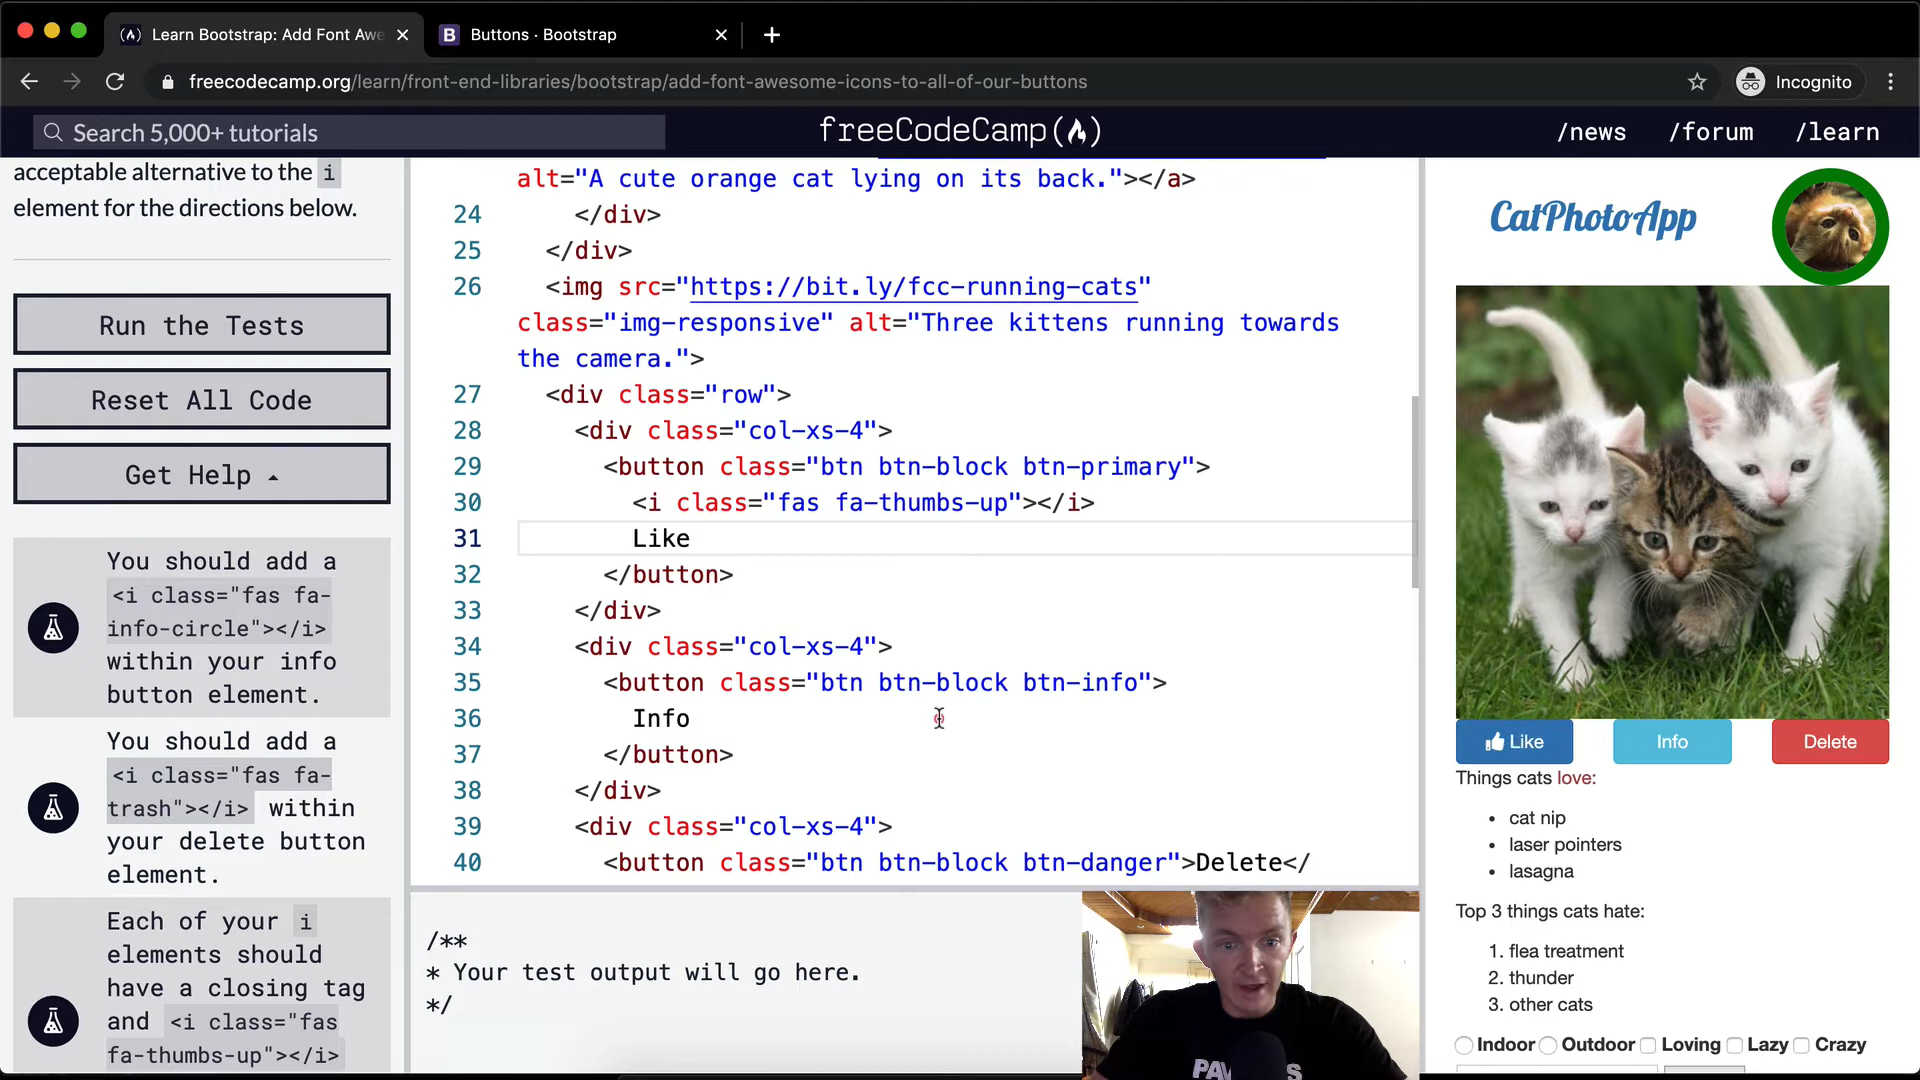 Learn Bootstrap: Add Font Awe
Buttons · Bootstrap
freecodecamp.org/learn/front-end-libraries/bootstrap/add-font-awesome-icons-to-all-of-our-buttons
Incognito
Search 5,000+ tutorials
freeCodeCamp
/news
/forum
/learn
acceptable alternative to the i
element for the directions below.
Run the Tests
Reset All Code
Get Help
You should add a
<i class="fas fa-
info-circle"></i>
within your info
button element.
You should add a
<i class="fas fa-
trash"></i> within
your delete button
element.
Each of your i
elements should
have a closing tag
and <i class="fas
fa-thumbs-up"></i>
alt="A cute orange cat lying on its back."></a>
24 </div>
25 </div>
26 <img src="https://bit.ly/fcc-running-cats"
class="img-responsive" alt="Three kittens running towards
the camera.">
27 <div class="row">
28 <div class="col-xs-4">
29 <button class="btn btn-block btn-primary">
30 <i class="fas fa-thumbs-up"></i>
31 Like
32 </button>
33 </div>
34 <div class="col-xs-4">
35 <button class="btn btn-block btn-info">
36 Info
37 </button>
38 </div>
39 <div class="col-xs-4">
40 <button class="btn btn-block btn-danger">Delete</
/**
* Your test output will go here.
*/
CatPhotoApp
Like
Info
Delete
Things cats love:
• cat nip
• laser pointers
• lasagna
Top 3 things cats hate:
1. flea treatment
2. thunder
3. other cats
Indoor Outdoor Loving Lazy Crazy